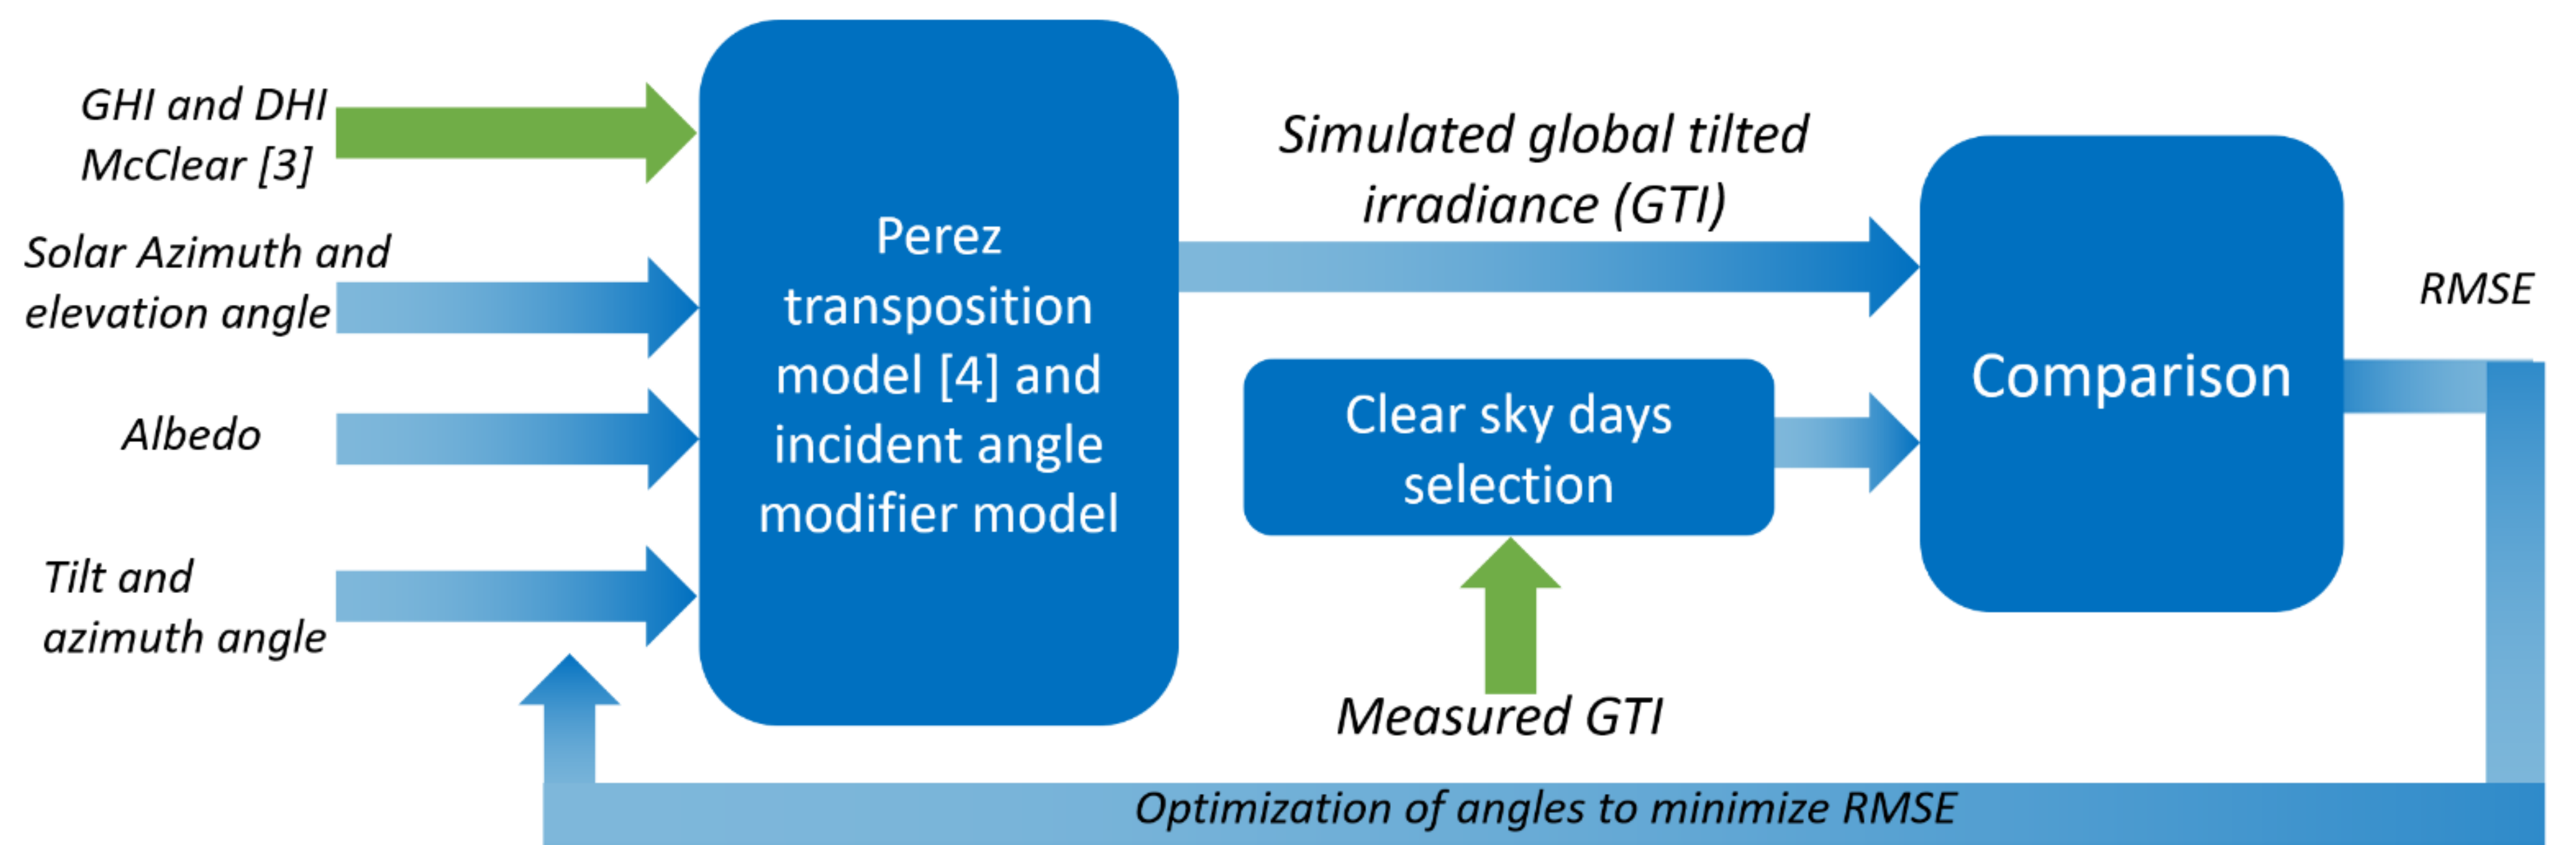 GHI and DHI
McClear [3]
Solar Azimuth and
elevation angle
Albedo
Tilt and
azimuth angle
Perez
transposition
model [4] and
incident angle
modifier model
Simulated global tilted
irradiance (GTI)
Clear sky days
selection
Measured GTI
Comparison
RMSE
Optimization of angles to minimize RMSE